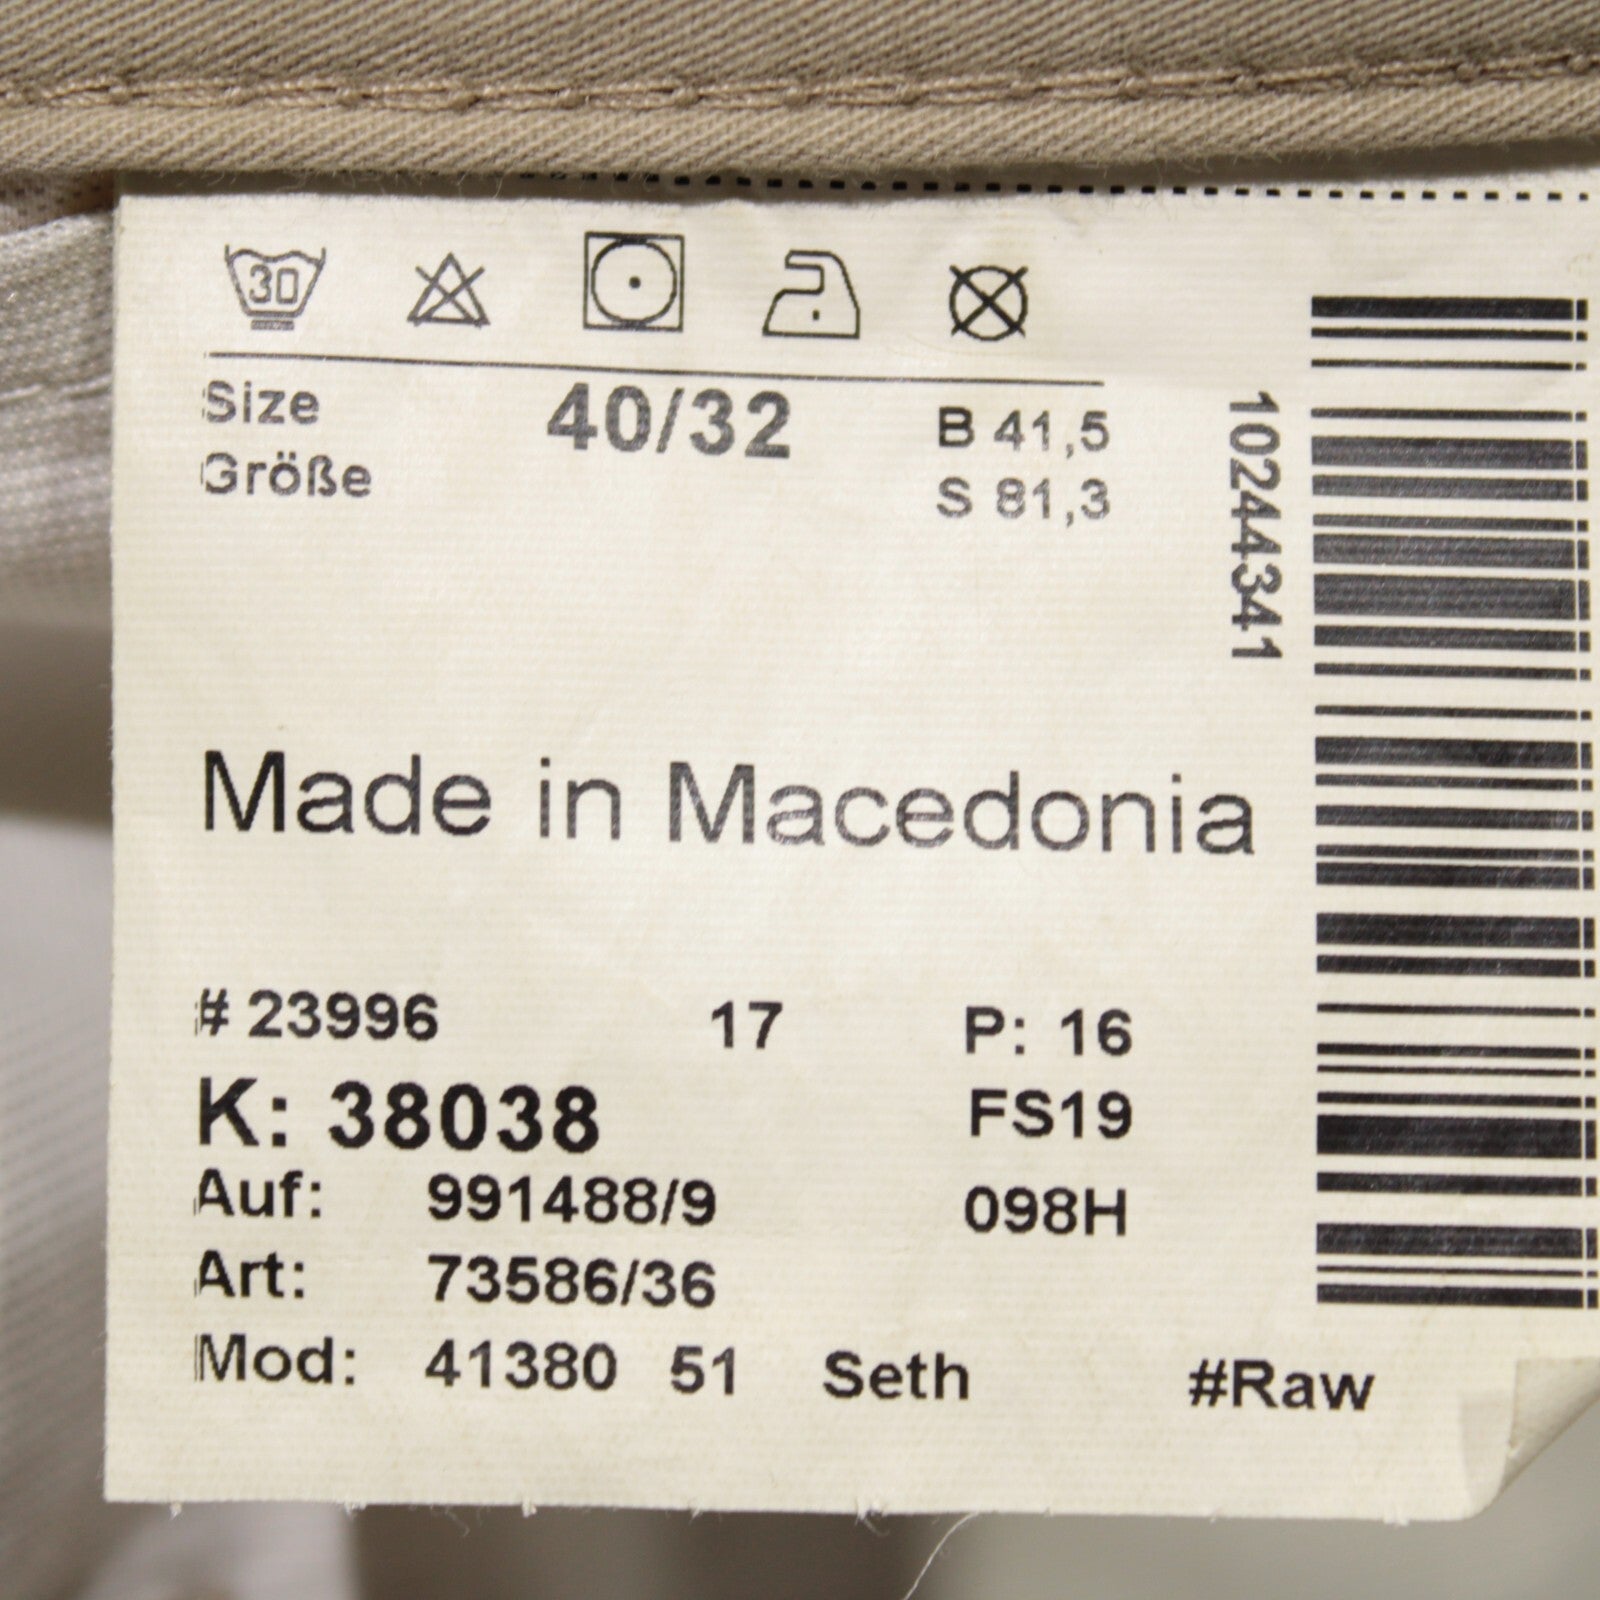 30
Size 40/32 B 41,5
Größe S 81,3
10244341
Made in Macedonia
# 23996 17 P: 16
K: 38038 FS19
Auf: 991488/9 098H
Art: 73586/36
Mod: 41380 51 Seth #Raw